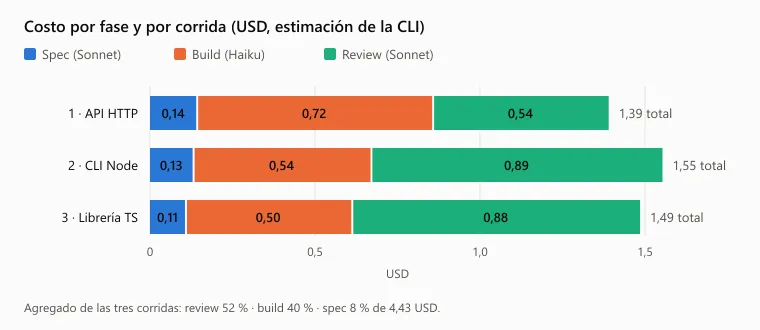 Costo por fase y por corrida (USD, estimación de la CLI)
Spec (Sonnet) Build (Haiku) Review (Sonnet)
1 · API HTTP 0,14 0,72 0,54 1,39 total
2 · CLI Node 0,13 0,54 0,89 1,55 total
3 · Librería TS 0,11 0,50 0,88 1,49 total
0 0,5 1,0 1,5
USD
Agregado de las tres corridas: review 52 % · build 40 % · spec 8 % de 4,43 USD.